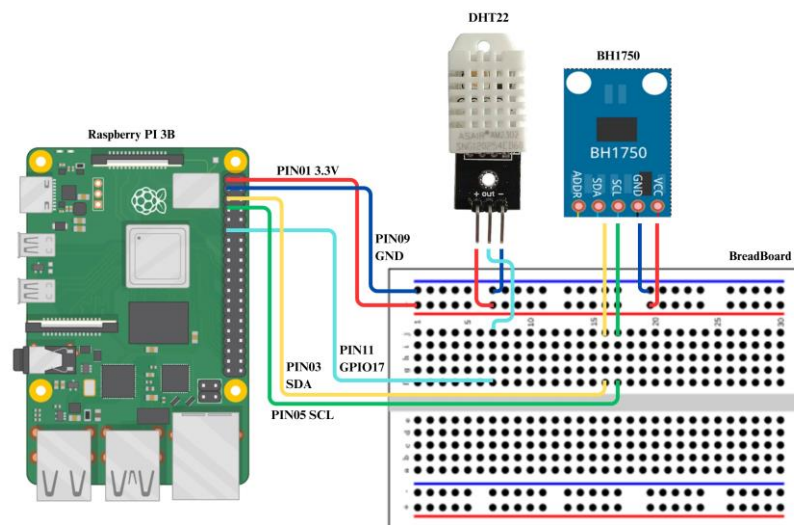 DHT22
BH1750
Raspberry PI 3B
PIN01 3.3V
BH1750
ADDR
SDA
SCL
GND
VCC
+ out -
PIN09
GND
BreadBoard
1
5
10
15
20
25
30
PIN11
GPIO17
PIN03
SDA
PIN05 SCL